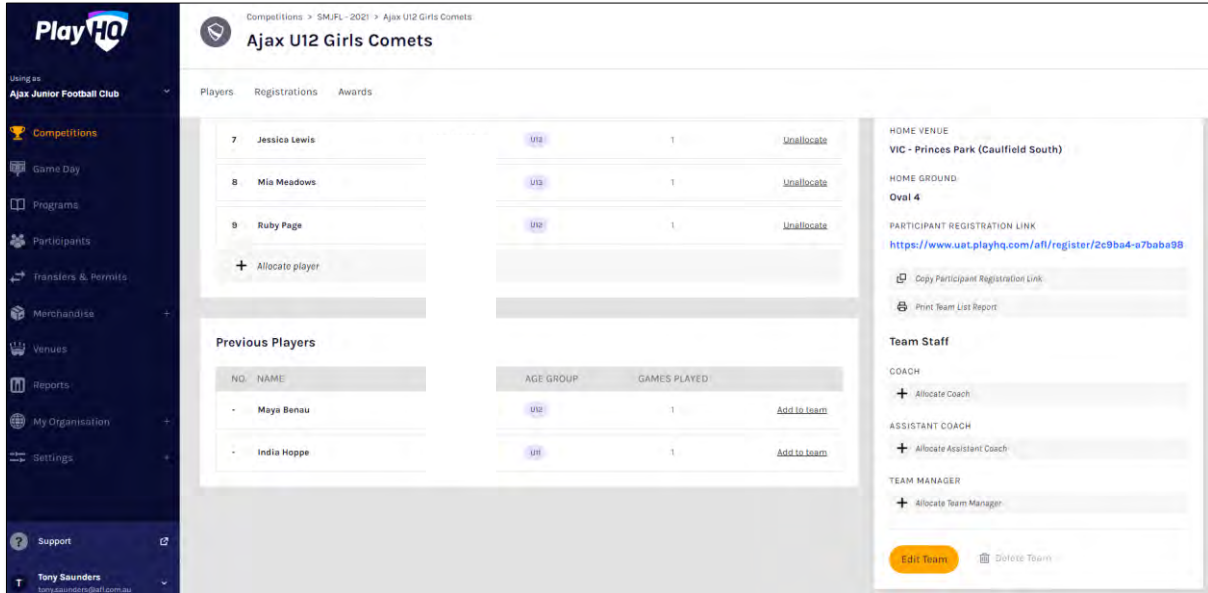 PlayHQ
Using as
Ajax Junior Football Club
Competitions
Game Day
Programs
Participants
Transfers & Permits
Merchandise +
Venues
Reports
My Organisation +
Settings +
Support
T Tony Saunders
tony.saunders@afl.com.au
Competitions > SMJFL - 2021 > Ajax U12 Girls Comets
Ajax U12 Girls Comets
Players Registrations Awards
7 Jessica Lewis U12 1 Unallocate
8 Mia Meadows U12 1 Unallocate
9 Ruby Page U12 1 Unallocate
+ Allocate player
Previous Players
NO. NAME AGE GROUP GAMES PLAYED
- Maya Benau U12 1 Add to team
- India Hoppe U11 1 Add to team
HOME VENUE
VIC - Princes Park (Caulfield South)
HOME GROUND
Oval 4
PARTICIPANT REGISTRATION LINK
https://www.uat.playhq.com/afl/register/2c9ba4-a7baba98
Copy Participant Registration Link
Print Team List Report
Team Staff
COACH
+ Allocate Coach
ASSISTANT COACH
+ Allocate Assistant Coach
TEAM MANAGER
+ Allocate Team Manager
Edit Team Delete Team